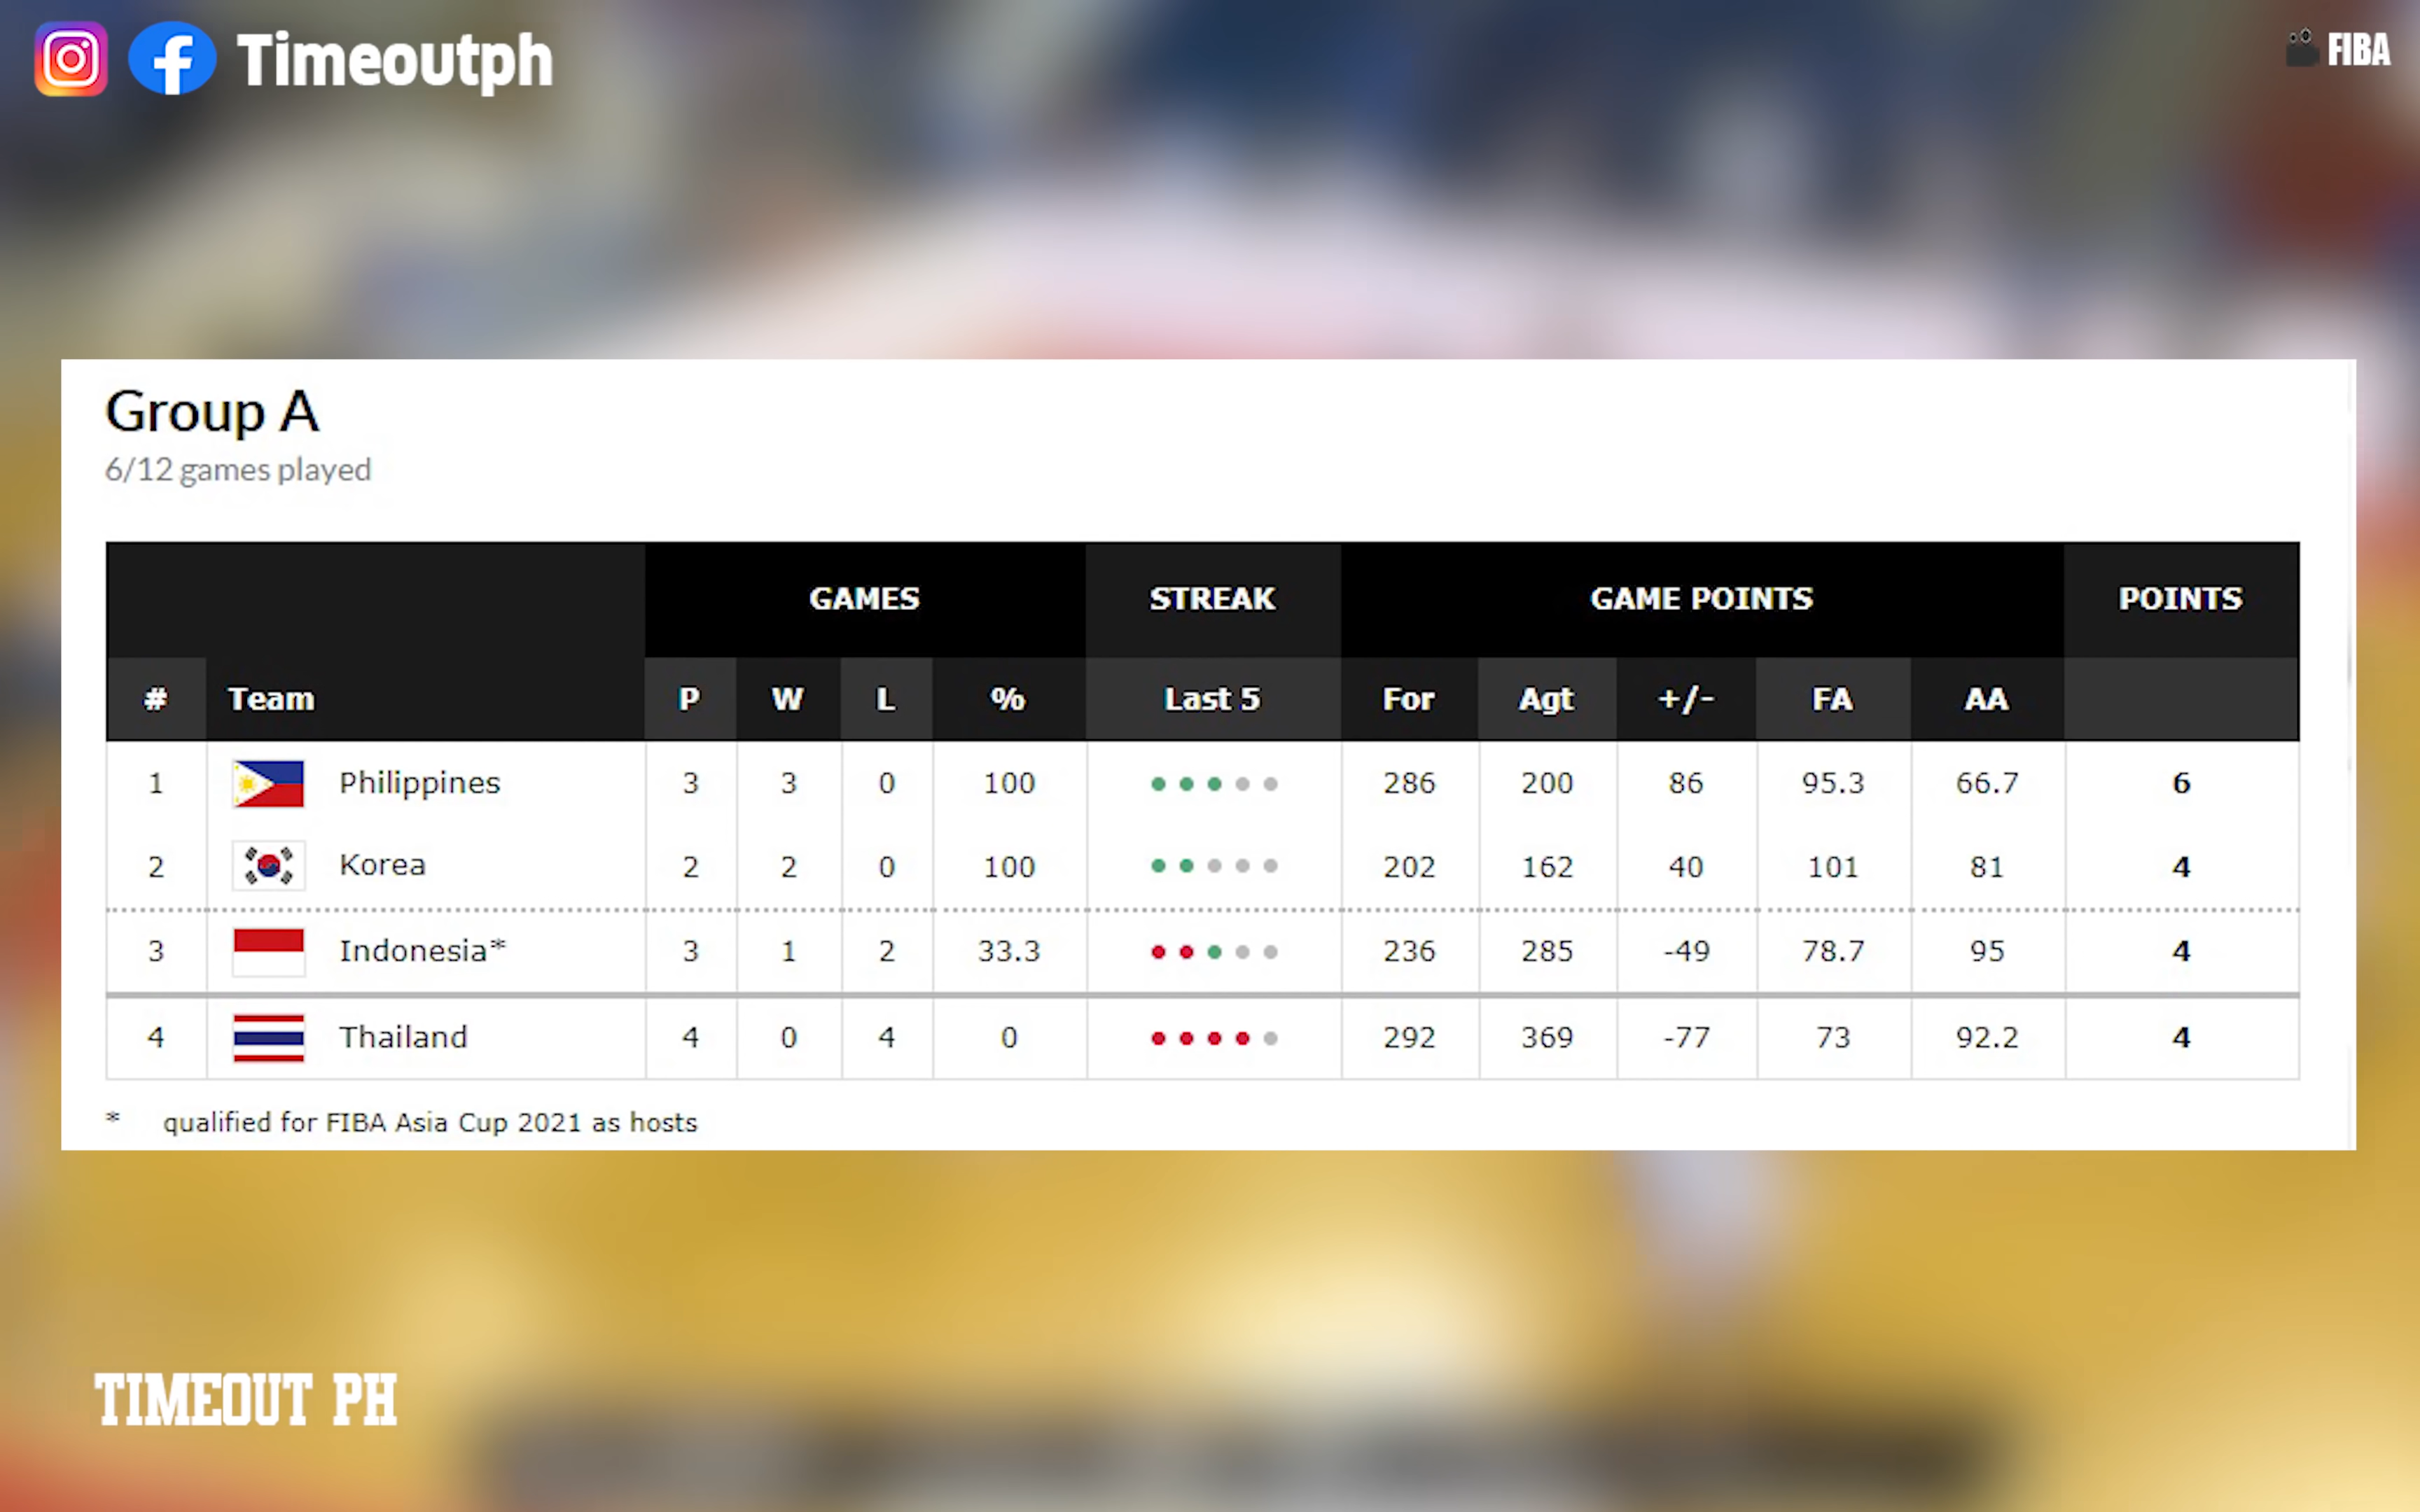 Timeoutph
FIBA
Group A
6/12 games played
GAMES STREAK GAME POINTS POINTS
# Team P W L % Last 5 For Agt +/- FA AA
1 Philippines 3 3 0 100 286 200 86 95.3 66.7 6
2 Korea 2 2 0 100 202 162 40 101 81 4
3 Indonesia* 3 1 2 33.3 236 285 -49 78.7 95 4
4 Thailand 4 0 4 0 292 369 -77 73 92.2 4
* qualified for FIBA Asia Cup 2021 as hosts
TIMEOUT PH